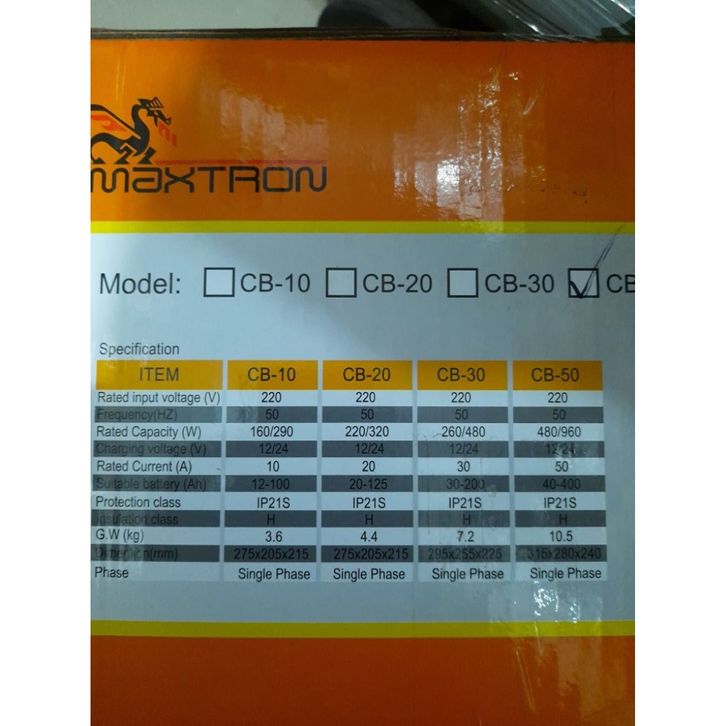 MAXTRON
Model: CB-10 CB-20 CB-30 CB
Specification
ITEM CB-10 CB-20 CB-30 CB-50
Rated input voltage (V) 220 220 220 220
Frequency(HZ) 50 50 50 50
Rated Capacity (W) 160/290 220/320 260/480 480/960
Charging voltage (V) 12/24 12/24 12/24 12/24
Rated Current (A) 10 20 30 50
Suitable battery (Ah) 12-100 20-125 30-200 40-400
Protection class IP21S IP21S IP21S IP21S
Insulation class H H H H
G.W (kg) 3.6 4.4 7.2 10.5
Dimension(mm) 275x205x215 275x205x215 295x255x225 315x280x240
Phase Single Phase Single Phase Single Phase Single Phase